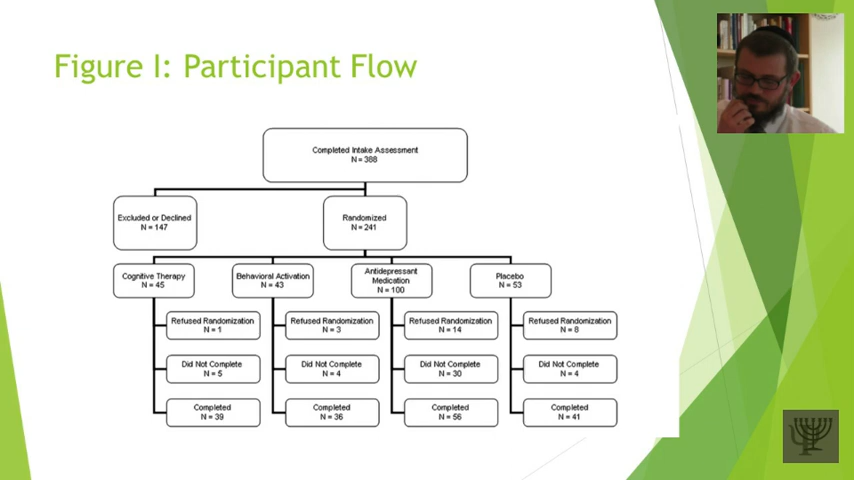 Figure I: Participant Flow
Completed Intake Assessment
N = 388
Excluded or Declined
N = 147
Randomized
N = 241
Cognitive Therapy
N = 45
Behavioral Activation
N = 43
Antidepressant
Medication
N = 100
Placebo
N = 53
Refused Randomization
N = 1
Refused Randomization
N = 3
Refused Randomization
N = 14
Refused Randomization
N = 8
Did Not Complete
N = 5
Did Not Complete
N = 4
Did Not Complete
N = 30
Did Not Complete
N = 4
Completed
N = 39
Completed
N = 36
Completed
N = 56
Completed
N = 41